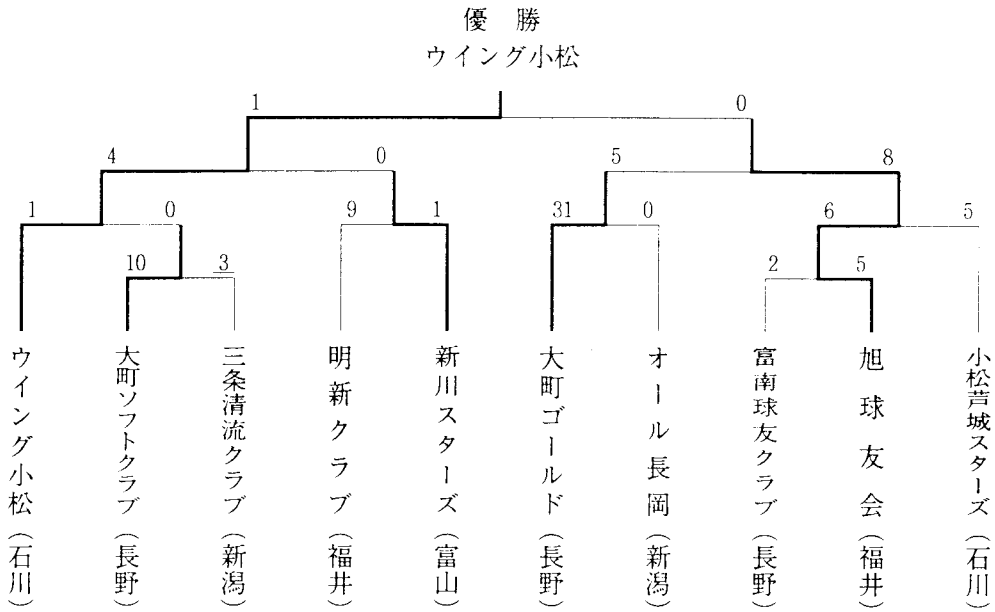 優 勝
ウイング小松
1 0
4 0 5 8
1 0 9 1 31 0 6 5
10 3 2 5
ウイング小松(石川)
大町ソフトクラブ(長野)
三条清流クラブ(新潟)
明新クラブ(福井)
新川スターズ(富山)
大町ゴールド(長野)
オール長岡(新潟)
富南球友クラブ(長野)
旭球友会(福井)
小松芦城スターズ(石川)